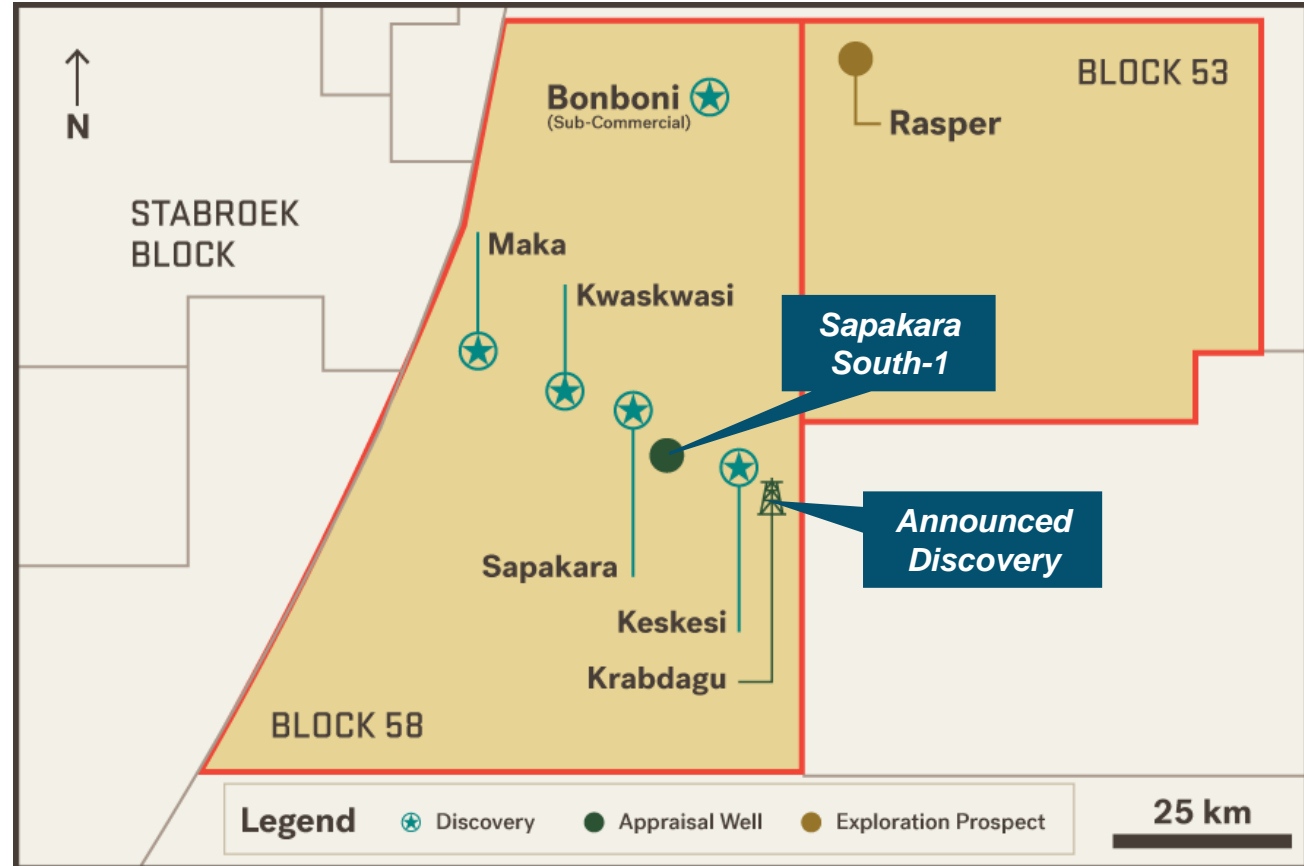 N
Bonboni
(Sub-Commercial)
BLOCK 53
Rasper
STABROEK
BLOCK
Maka
Kwaskwasi
Sapakara
South-1
Announced
Discovery
Sapakara
Keskesi
Krabdagu
BLOCK 58
Legend
Discovery
Appraisal Well
Exploration Prospect
25 km